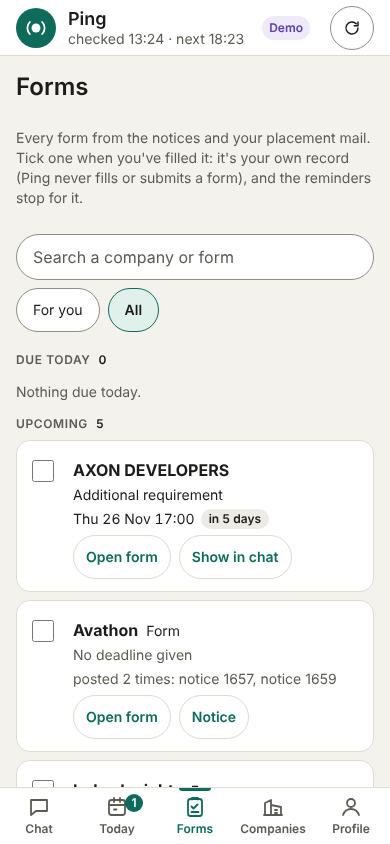 Ping
checked 13:24 · next 18:23
Demo
Forms
Every form from the notices and your placement mail.
Tick one when you've filled it: it's your own record
(Ping never fills or submits a form), and the reminders
stop for it.
Search a company or form
For you
All
DUE TODAY 0
Nothing due today.
UPCOMING 5
AXON DEVELOPERS
Additional requirement
Thu 26 Nov 17:00 in 5 days
Open form
Show in chat
Avathon Form
No deadline given
posted 2 times: notice 1657, notice 1659
Open form
Notice
Chat
1
Today
Forms
Companies
Profile